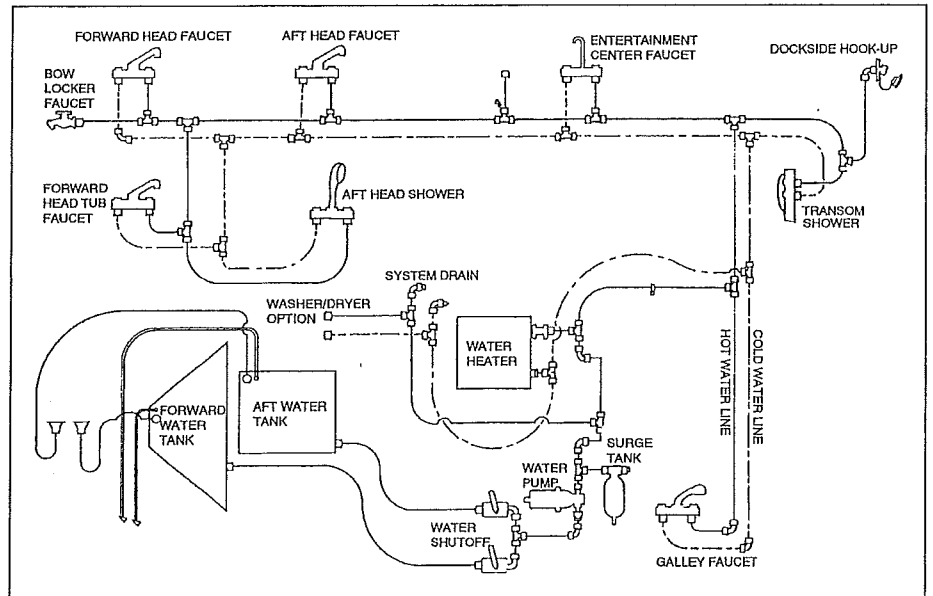 FORWARD HEAD FAUCET
AFT HEAD FAUCET
ENTERTAINMENT
CENTER FAUCET
DOCKSIDE HOOK-UP
BOW
LOCKER
FAUCET
FORWARD
HEAD TUB
FAUCET
AFT HEAD SHOWER
TRANSOM
SHOWER
SYSTEM DRAIN
WASHER/DRYER
OPTION
WATER
HEATER
HOT WATER LINE
COLD WATER LINE
FORWARD
WATER
TANK
AFT WATER
TANK
SURGE
TANK
WATER
PUMP
WATER
SHUTOFF
GALLEY FAUCET